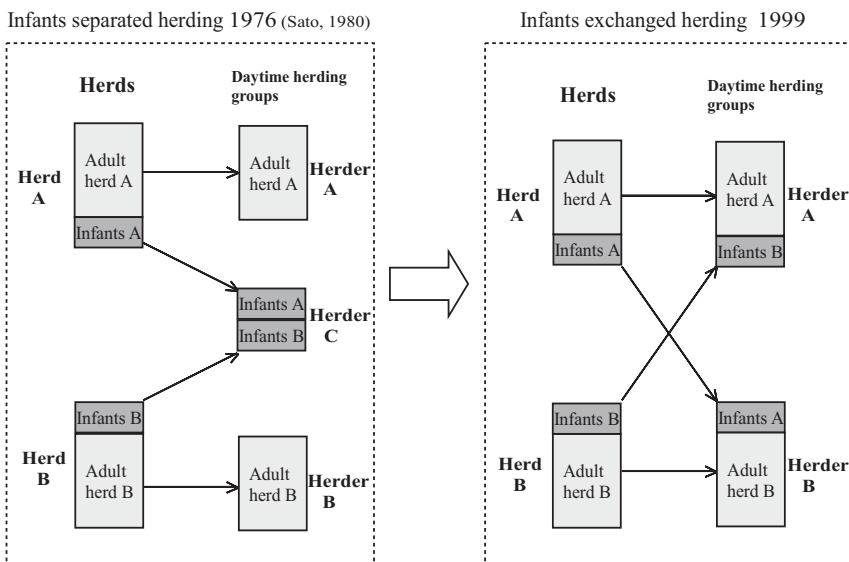 Infants separated herding 1976 (Sato, 1980)
Herds
Daytime herding
groups
Herd
A
Adult
herd A
Infants A
Adult
herd A
Herder
A
Infants A
Infants B
Herder
C
Herd
B
Infants B
Adult
herd B
Adult
herd B
Herder
B
Infants exchanged herding 1999
Herds
Daytime herding
groups
Herd
A
Adult
herd A
Infants A
Adult
herd A
Infants B
Herder
A
Herd
B
Infants B
Adult
herd B
Infants A
Adult
herd B
Herder
B